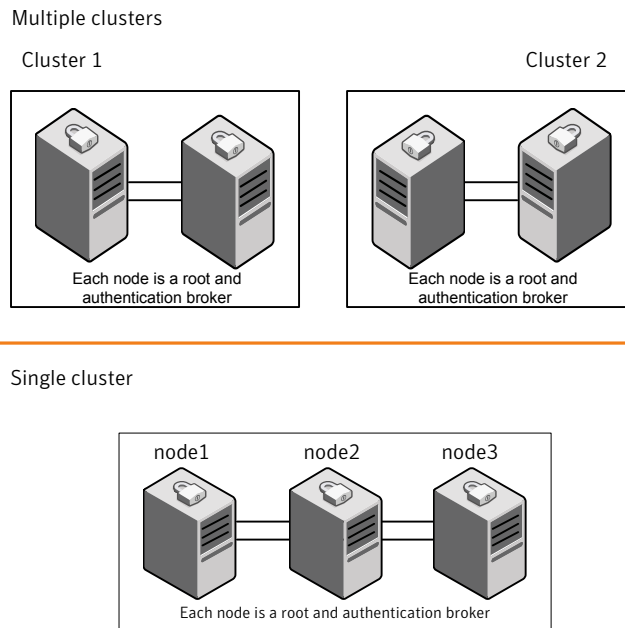 Multiple clusters
Cluster 1
Cluster 2
Each node is a root and
authentication broker
Each node is a root and
authentication broker
Single cluster
node1
node2
node3
Each node is a root and authentication broker